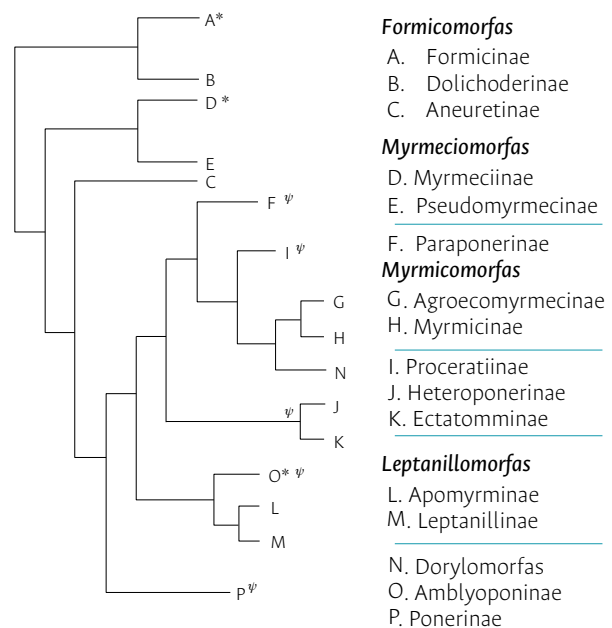 A*
B
D *
E
C
F ψ
I ψ
G
H
N
ψ J
K
O* ψ
L
M
P ψ
Formicomorfas
A. Formicinae
B. Dolichoderinae
C. Aneuretinae
Myrmeciomorfas
D. Myrmeciinae
E. Pseudomyrmecinae
F. Paraponerinae
Myrmicomorfas
G. Agroecomyrmecinae
H. Myrmicinae
I. Proceratiinae
J. Heteroponerinae
K. Ectatomminae
Leptanillomorfas
L. Apomyrminae
M. Leptanillinae
N. Dorylomorfas
O. Amblyoponinae
P. Ponerinae